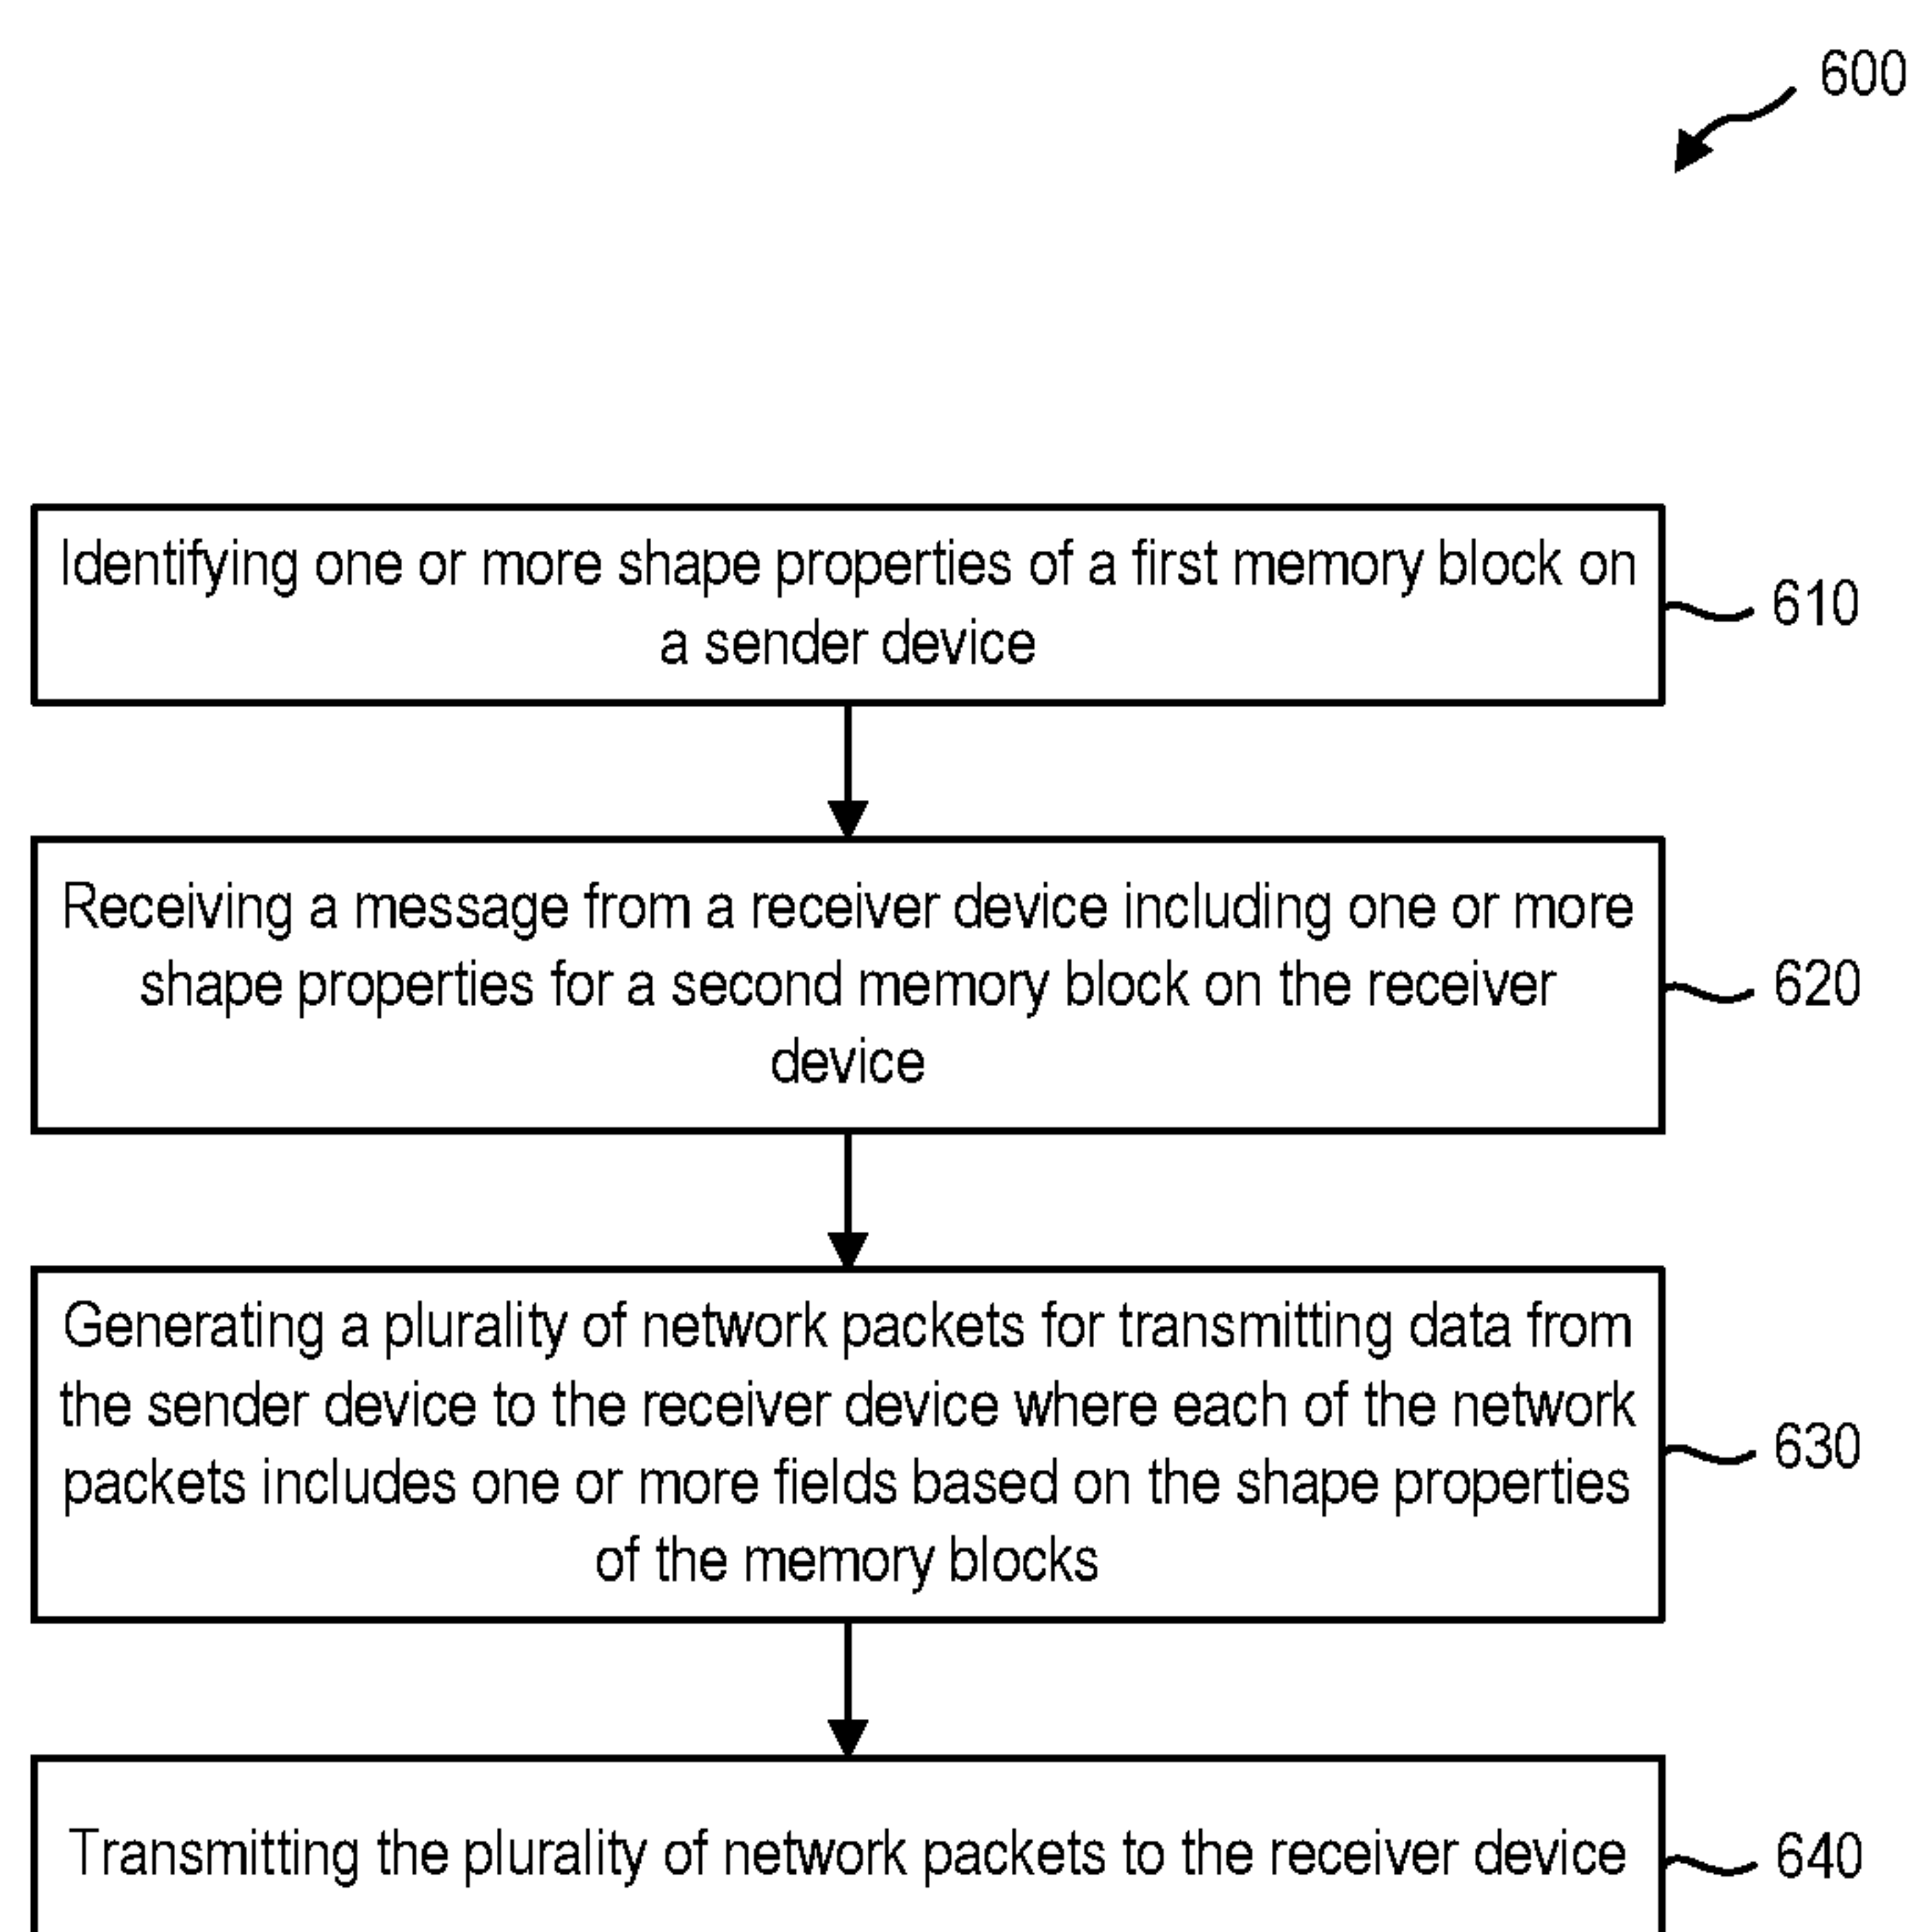 600
Identifying one or more shape properties of a first memory block on
a sender device
610
Receiving a message from a receiver device including one or more
shape properties for a second memory block on the receiver
device
620
Generating a plurality of network packets for transmitting data from
the sender device to the receiver device where each of the network
packets includes one or more fields based on the shape properties
of the memory blocks
630
Transmitting the plurality of network packets to the receiver device
640